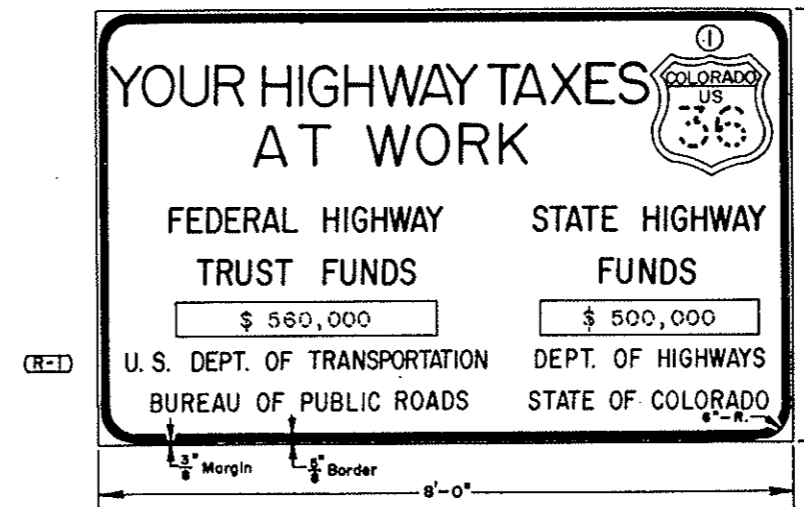 ①
YOUR HIGHWAY TAXES
AT WORK
COLORADO
US
36
FEDERAL HIGHWAY
TRUST FUNDS
$ 560,000
U. S. DEPT. OF TRANSPORTATION
BUREAU OF PUBLIC ROADS
STATE HIGHWAY
FUNDS
$ 500,000
DEPT. OF HIGHWAYS
STATE OF COLORADO
R-1
6"-R.
3/8" Margin
5/8" Border
8'-0"